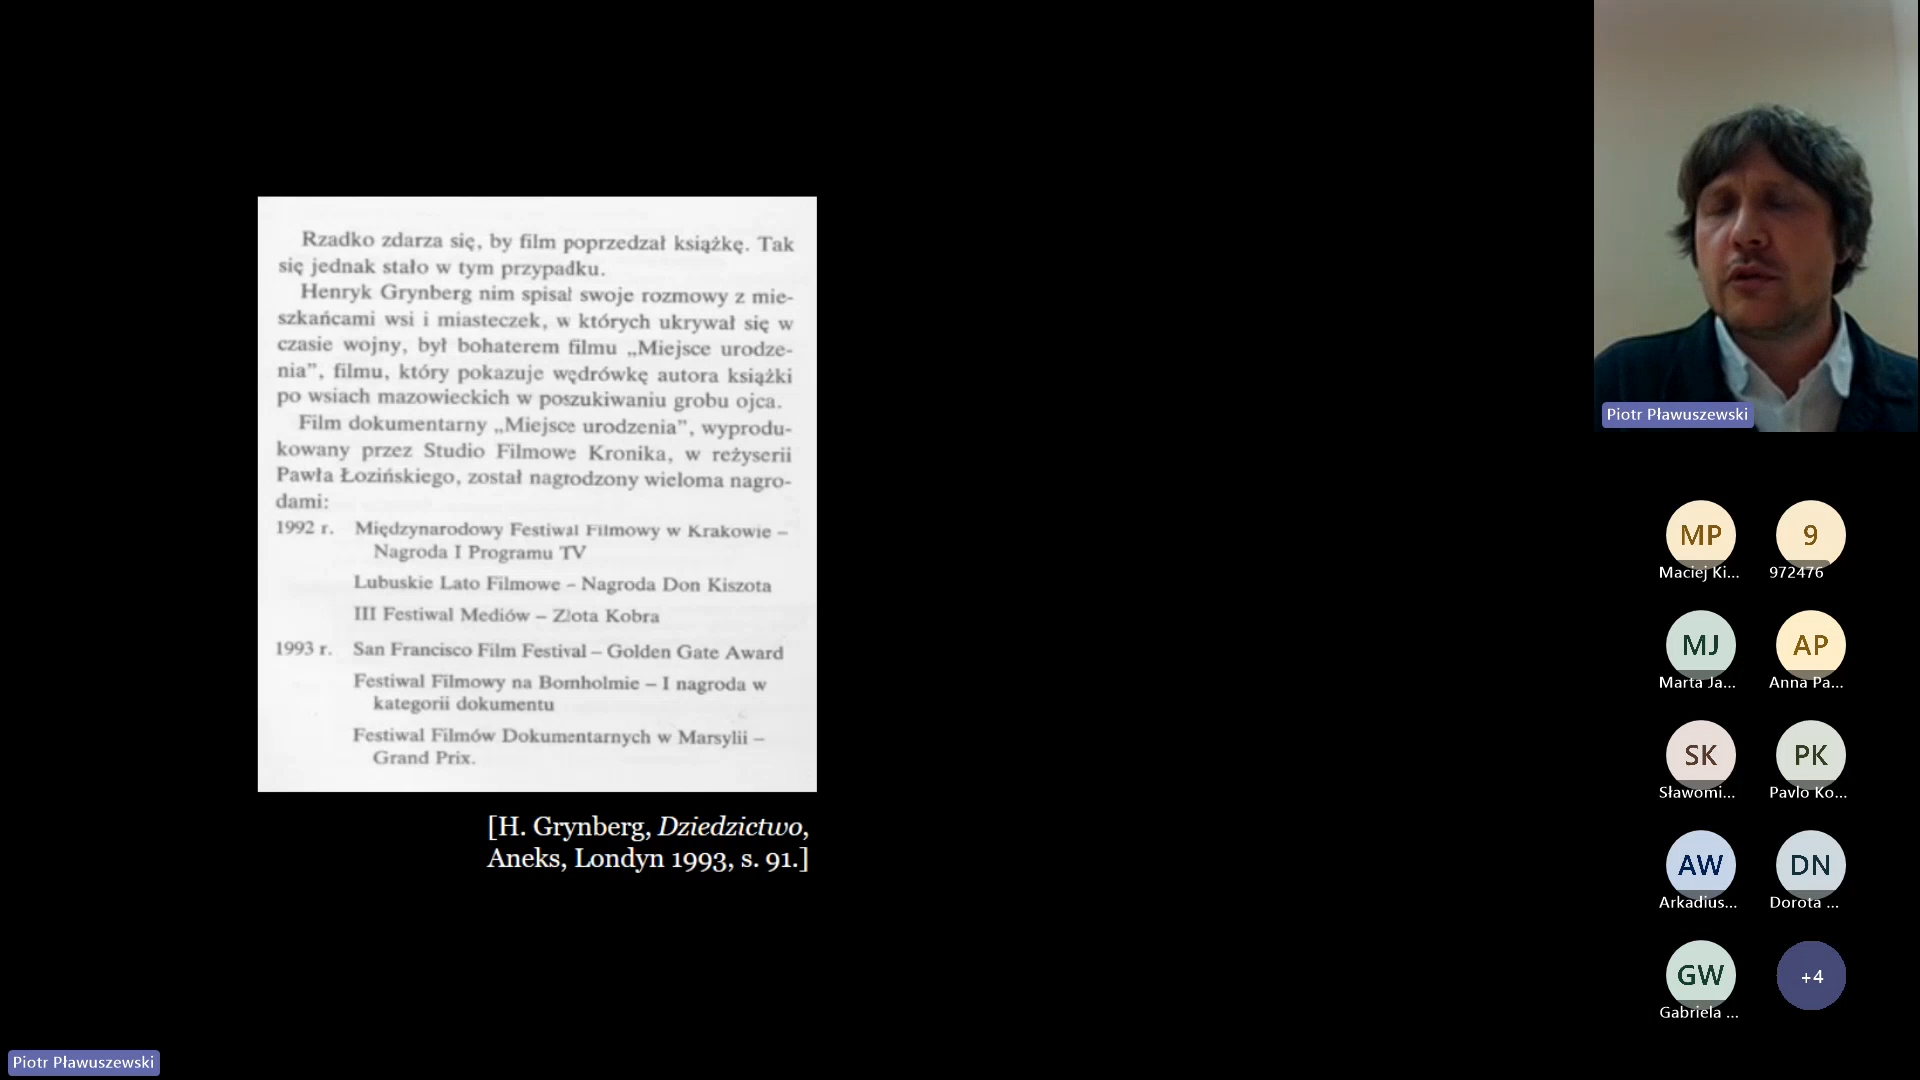 Rzadko zdarza się, by film poprzedzał książkę. Tak
się jednak stało w tym przypadku.
Henryk Grynberg nim spisał swoje rozmowy z mie-
szkańcami wsi i miasteczek, w których ukrywał się w
czasie wojny, był bohaterem filmu „Miejsce urodze-
nia”, filmu, który pokazuje wędrówkę autora książki
po wsiach mazowieckich w poszukiwaniu grobu ojca.
Film dokumentarny „Miejsce urodzenia”, wyprodu-
kowany przez Studio Filmowe Kronika, w reżyserii
Pawła Łozińskiego, został nagrodzony wieloma nagro-
dami:
1992 r. Międzynarodowy Festiwal Filmowy w Krakowie –
Nagroda I Programu TV
Lubuskie Lato Filmowe – Nagroda Don Kiszota
III Festiwal Mediów – Złota Kobra
1993 r. San Francisco Film Festival – Golden Gate Award
Festiwal Filmowy na Bornholmie – I nagroda w
kategorii dokumentu
Festiwal Filmów Dokumentarnych w Marsylii –
Grand Prix.
[H. Grynberg, Dziedzictwo,
Aneks, Londyn 1993, s. 91.]
Piotr Pławuszewski
MP 9
Maciej Ki... 972476
MJ AP
Marta Ja... Anna Pa...
SK PK
Sławomi... Pavlo Ko...
AW DN
Arkadius... Dorota ...
GW +4
Gabriela ...
Piotr Pławuszewski